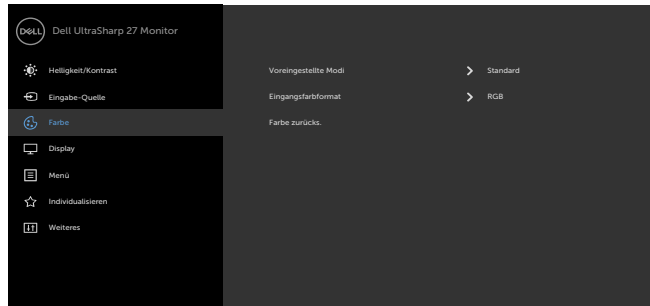 DELL Dell UltraSharp 27 Monitor
Helligkeit/Kontrast
Voreingestellte Modi Standard
Eingabe-Quelle
Eingangsfarbformat RGB
Farbe
Farbe zurücks.
Display
Menü
Individualisieren
Weiteres